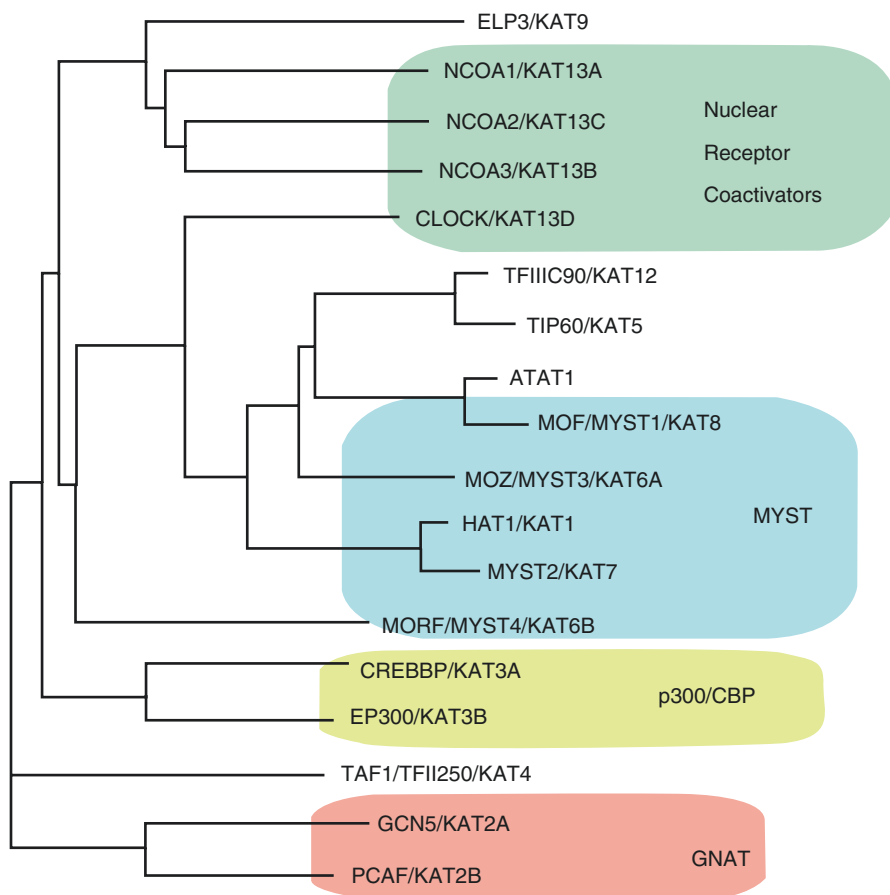 ELP3/KAT9
NCOA1/KAT13A
NCOA2/KAT13C
NCOA3/KAT13B
CLOCK/KAT13D
Nuclear
Receptor
Coactivators
TFIIIC90/KAT12
TIP60/KAT5
ATAT1
MOF/MYST1/KAT8
MOZ/MYST3/KAT6A
HAT1/KAT1
MYST2/KAT7
MORF/MYST4/KAT6B
MYST
CREBBP/KAT3A
EP300/KAT3B
p300/CBP
TAF1/TFII250/KAT4
GCN5/KAT2A
PCAF/KAT2B
GNAT